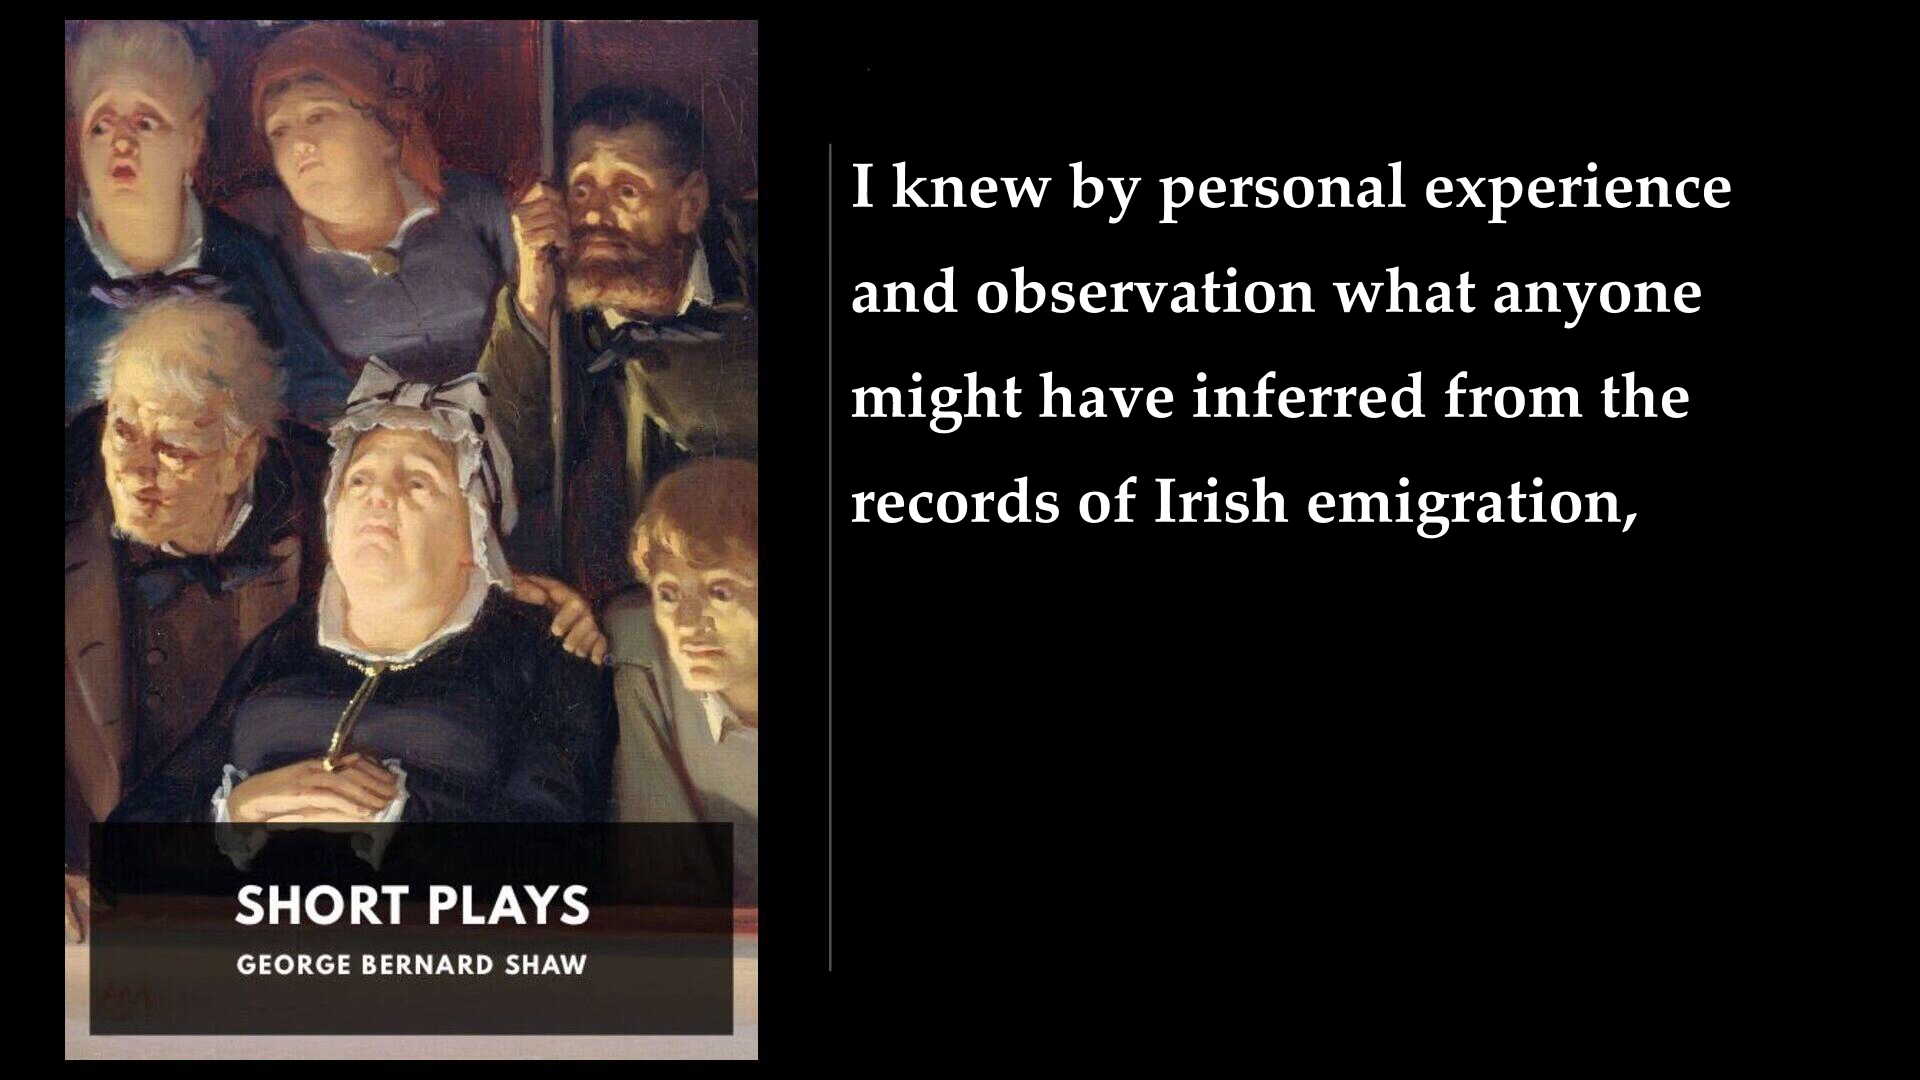 I knew by personal experience
and observation what anyone
might have inferred from the
records of Irish emigration,
SHORT PLAYS
GEORGE BERNARD SHAW